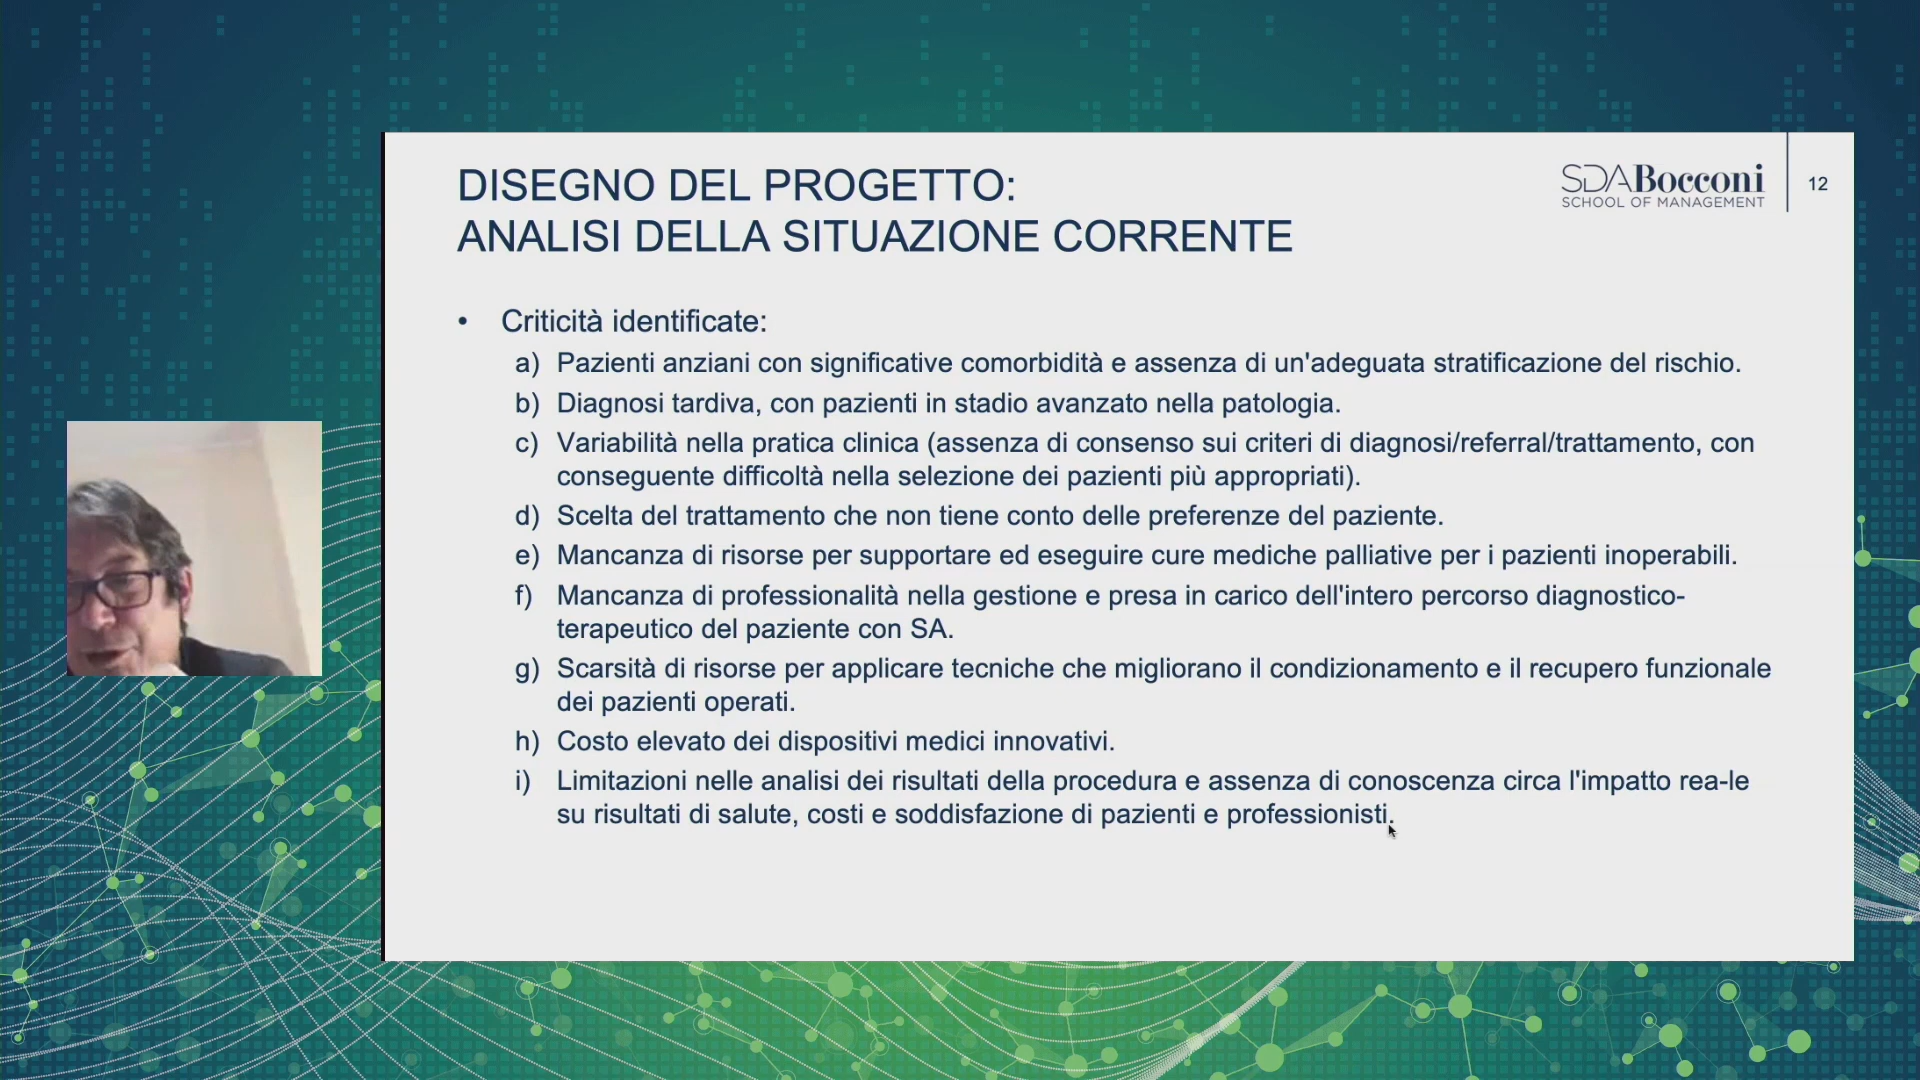 DISEGNO DEL PROGETTO:
ANALISI DELLA SITUAZIONE CORRENTE
SDABocconi
SCHOOL OF MANAGEMENT
12
• Criticità identificate:
a) Pazienti anziani con significative comorbidità e assenza di un'adeguata stratificazione del rischio.
b) Diagnosi tardiva, con pazienti in stadio avanzato nella patologia.
c) Variabilità nella pratica clinica (assenza di consenso sui criteri di diagnosi/referral/trattamento, con
conseguente difficoltà nella selezione dei pazienti più appropriati).
d) Scelta del trattamento che non tiene conto delle preferenze del paziente.
e) Mancanza di risorse per supportare ed eseguire cure mediche palliative per i pazienti inoperabili.
f) Mancanza di professionalità nella gestione e presa in carico dell'intero percorso diagnostico-
terapeutico del paziente con SA.
g) Scarsità di risorse per applicare tecniche che migliorano il condizionamento e il recupero funzionale
dei pazienti operati.
h) Costo elevato dei dispositivi medici innovativi.
i) Limitazioni nelle analisi dei risultati della procedura e assenza di conoscenza circa l'impatto rea-le
su risultati di salute, costi e soddisfazione di pazienti e professionisti.